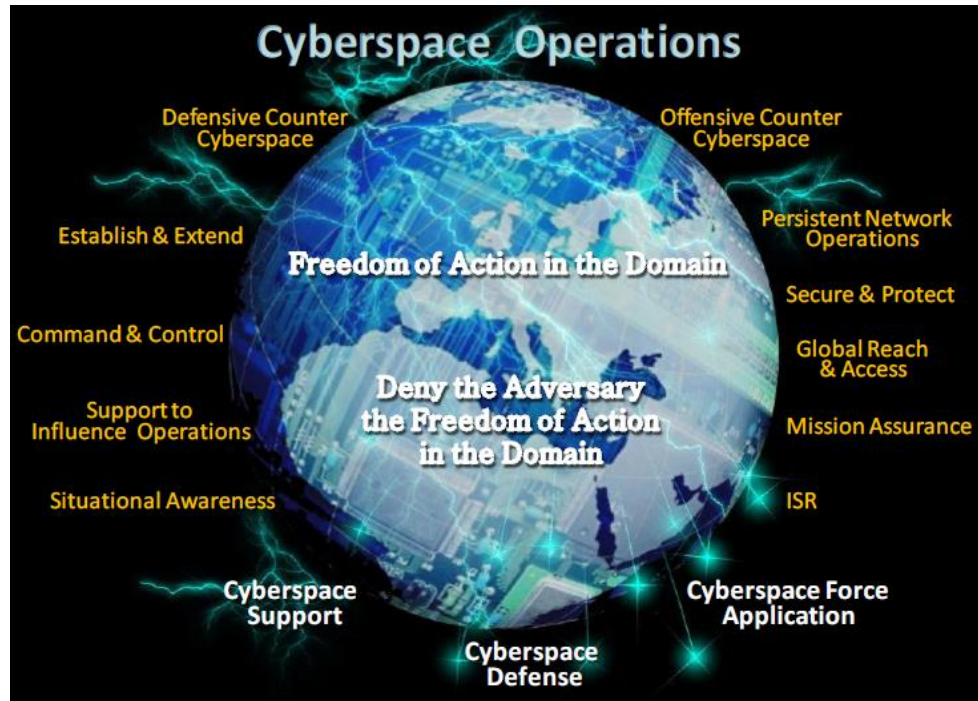 Cyberspace Operations
Defensive Counter
Cyberspace
Offensive Counter
Cyberspace
Establish & Extend
Persistent Network
Operations
Freedom of Action in the Domain
Secure & Protect
Command & Control
Global Reach
& Access
Deny the Adversary
the Freedom of Action
in the Domain
Support to
Influence Operations
Mission Assurance
Situational Awareness
ISR
Cyberspace
Support
Cyberspace Force
Application
Cyberspace
Defense